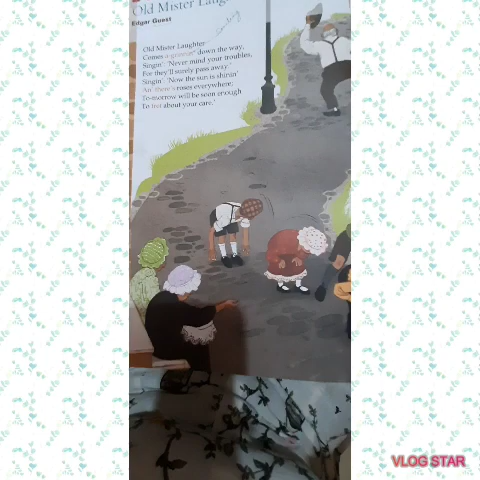 Old Mister Laugh
Edgar Guest
Old Mister Laughter
Comes a-grinnin' down the way,
Singin' 'Never mind your troubles,
For they'll surely pass away.'
Singin' 'Now the sun is shinin'
An' there's roses everywhere;
To-morrow will be soon enough
To fret about your care.'
VLOG STAR